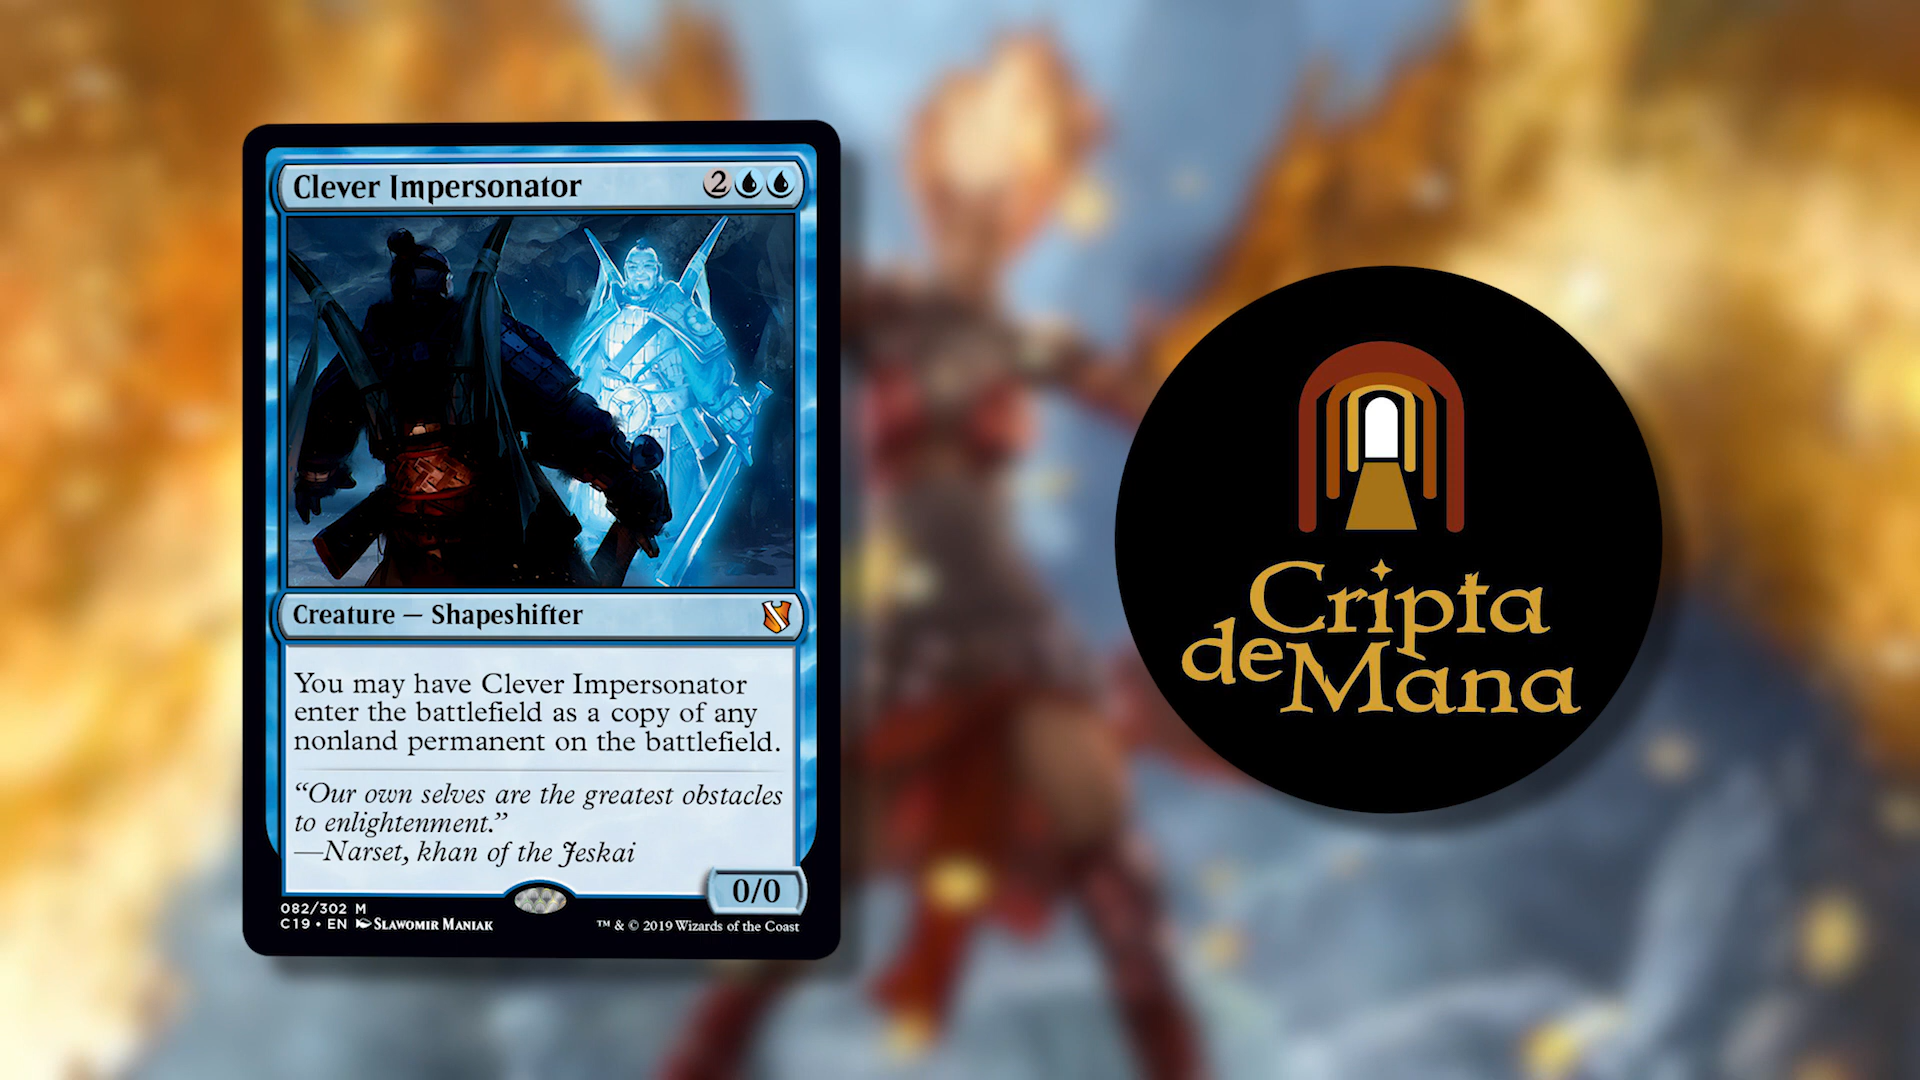 Clever Impersonator
2
Creature — Shapeshifter
You may have Clever Impersonator
enter the battlefield as a copy of any
nonland permanent on the battlefield.
“Our own selves are the greatest obstacles
to enlightenment.”
—Narset, khan of the Jeskai
0/0
082/302 M
C19 • EN Slawomir Maniak
™ & © 2019 Wizards of the Coast
Cripta
de Mana